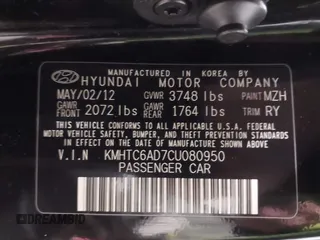 MANUFACTURED IN KOREA BY
HYUNDAI MOTOR COMPANY
MAY/02/12 GVWR 3748 lbs PAINT MZH
GAWR FRONT 2072 lbs GAWR REAR 1764 lbs TRIM RY
THIS VEHICLE CONFORMS TO ALL APPLICABLE U.S.A. FEDERAL MOTOR
VEHICLE SAFETY, BUMPER, AND THEFT PREVENTION STANDARDS
IN EFFECT ON THE DATE OF MANUFACTURE SHOWN ABOVE.
V.I.N KMHTC6AD7CU080950
PASSENGER CAR
DREAMBID